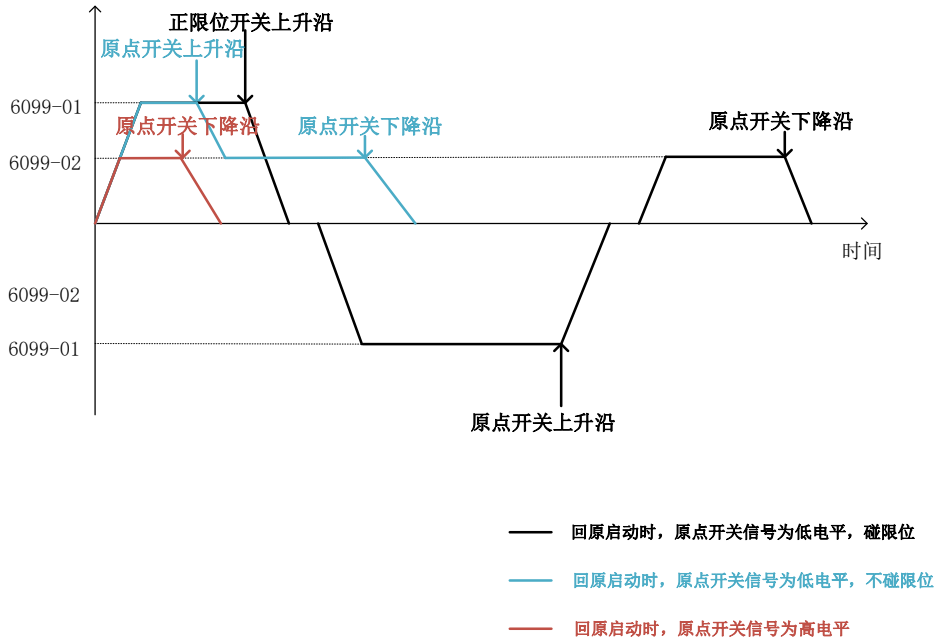 正限位开关上升沿
原点开关上升沿
6099-01
原点开关下降沿
原点开关下降沿
原点开关下降沿
6099-02
时间
6099-02
6099-01
原点开关上升沿
回原启动时，原点开关信号为低电平，碰限位
回原启动时，原点开关信号为低电平，不碰限位
回原启动时，原点开关信号为高电平